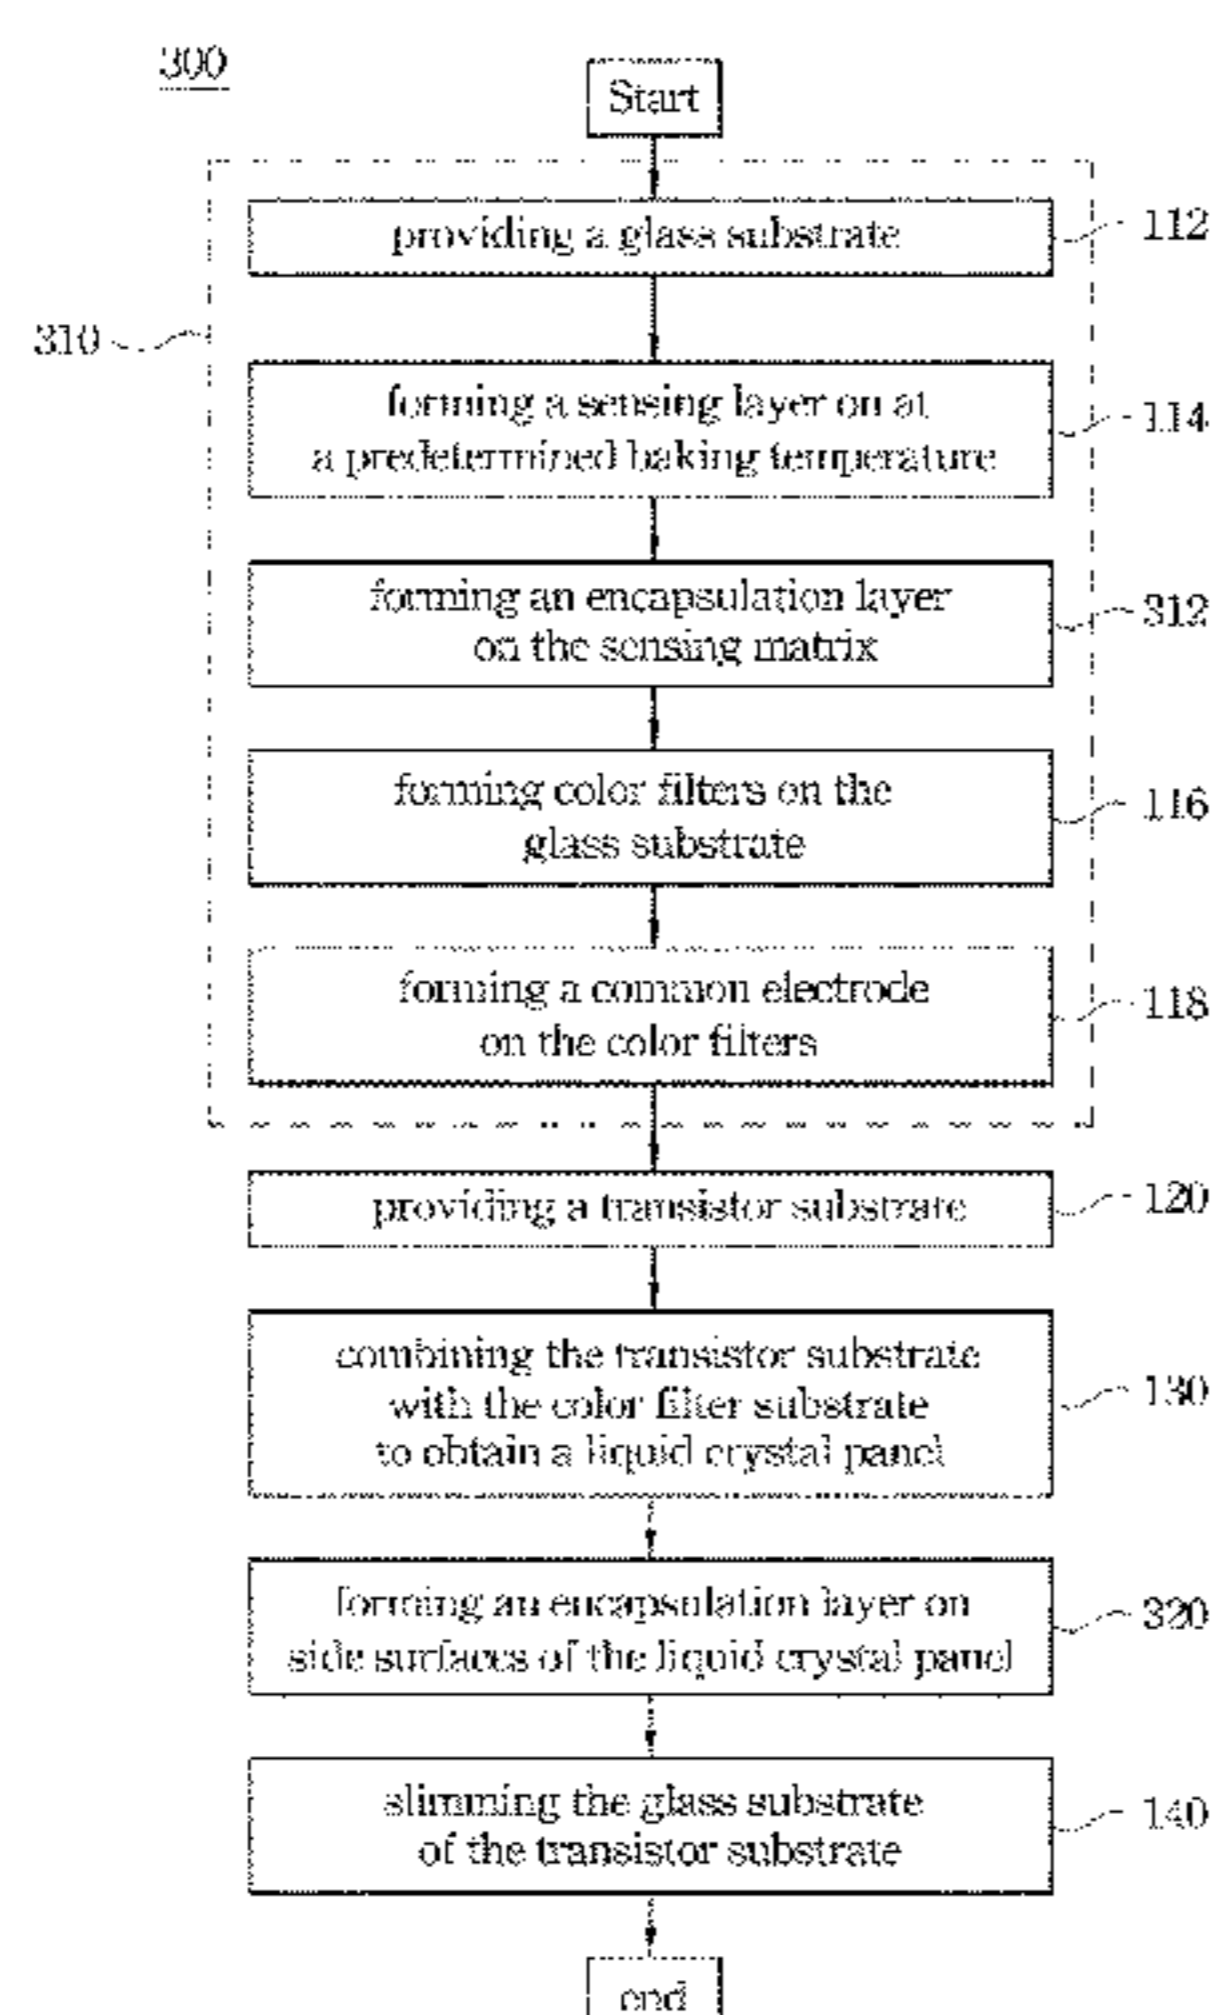 300
Start
providing a glass substrate
112
310
forming a sensing layer on at
a predetermined baking temperature
114
forming an encapsulation layer
on the sensing matrix
312
forming color filters on the
glass substrate
116
forming a common electrode
on the color filters
118
providing a transistor substrate
120
combining the transistor substrate
with the color filter substrate
to obtain a liquid crystal panel
130
forming an encapsulation layer on
side surfaces of the liquid crystal panel
320
slimming the glass substrate
of the transistor substrate
140
end